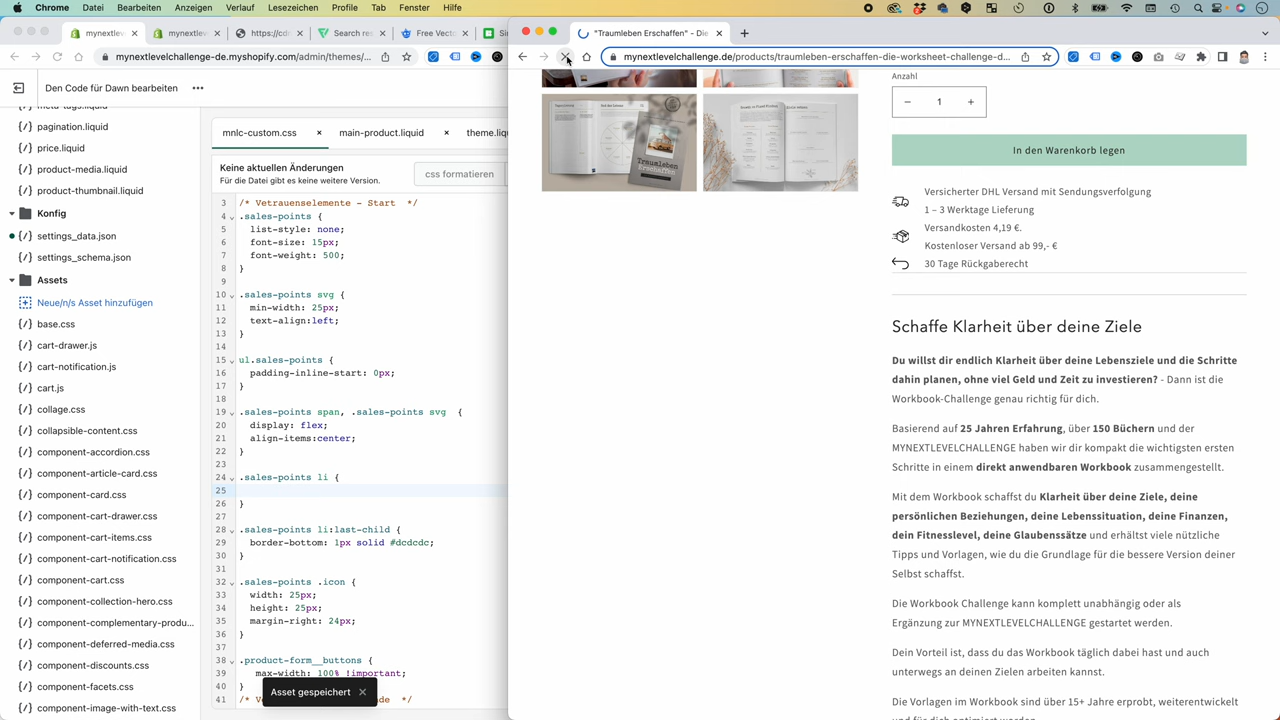 Chrome Datei Bearbeiten Anzeigen Verlauf Lesezeichen Profile Tab Fenster Hilfe
mynextlev
mynextlev
https://cdn
Search res
Free Vecto
mynextlevelchallenge-de.myshopify.com/admin/themes/...
Den Code für Dawn bearbeiten
meta-tags.liquid
pagination.liquid
price.liquid
product-media.liquid
product-thumbnail.liquid
Konfig
settings_data.json
settings_schema.json
Assets
Neue/n/s Asset hinzufügen
base.css
cart-drawer.js
cart-notification.js
cart.js
collage.css
collapsible-content.css
component-accordion.css
component-article-card.css
component-card.css
component-cart-drawer.css
component-cart-items.css
component-cart-notification.css
component-cart.css
component-collection-hero.css
component-complementary-produ...
component-deferred-media.css
component-discounts.css
component-facets.css
component-image-with-text.css
mnlc-custom.css
main-product.liquid
theme.liqu
Keine aktuellen Änderungen
Für die Datei gibt es keine weitere Version.
css formatieren
3 /* Vetrauenselemente - Start */
4 .sales-points {
5 list-style: none;
6 font-size: 15px;
7 font-weight: 500;
8 }
9
10 .sales-points svg {
11 min-width: 25px;
12 text-align:left;
13 }
14
15 ul.sales-points {
16 padding-inline-start: 0px;
17 }
18
19 .sales-points span, .sales-points svg {
20 display: flex;
21 align-items:center;
22 }
23
24 .sales-points li {
25
26 }
27
28 .sales-points li:last-child {
29 border-bottom: 1px solid #dcdcdc;
30 }
31
32 .sales-points .icon {
33 width: 25px;
34 height: 25px;
35 margin-right: 24px;
36 }
37
38 .product-form__buttons {
39 max-width: 100% !important;
40 }
41 /* V
Asset gespeichert
"Traumleben Erschaffen" - Die
mynextlevelchallenge.de/products/traumleben-erschaffen-die-worksheet-challenge-d...
Traumleben
Erschaffen
Anzahl
− 1 +
In den Warenkorb legen
Versicherter DHL Versand mit Sendungsverfolgung
1 – 3 Werktage Lieferung
Versandkosten 4,19 €.
Kostenloser Versand ab 99,- €
30 Tage Rückgaberecht
Schaffe Klarheit über deine Ziele
Du willst dir endlich Klarheit über deine Lebensziele und die Schritte
dahin planen, ohne viel Geld und Zeit zu investieren? - Dann ist die
Workbook-Challenge genau richtig für dich.
Basierend auf 25 Jahren Erfahrung, über 150 Büchern und der
MYNEXTLEVELCHALLENGE haben wir dir kompakt die wichtigsten ersten
Schritte in einem direkt anwendbaren Workbook zusammengestellt.
Mit dem Workbook schaffst du Klarheit über deine Ziele, deine
persönlichen Beziehungen, deine Lebenssituation, deine Finanzen,
dein Fitnesslevel, deine Glaubenssätze und erhältst viele nützliche
Tipps und Vorlagen, wie du die Grundlage für die bessere Version deiner
Selbst schaffst.
Die Workbook Challenge kann komplett unabhängig oder als
Ergänzung zur MYNEXTLEVELCHALLENGE gestartet werden.
Dein Vorteil ist, dass du das Workbook täglich dabei hast und auch
unterwegs an deinen Zielen arbeiten kannst.
Die Vorlagen im Workbook sind über 15+ Jahre erprobt, weiterentwickelt